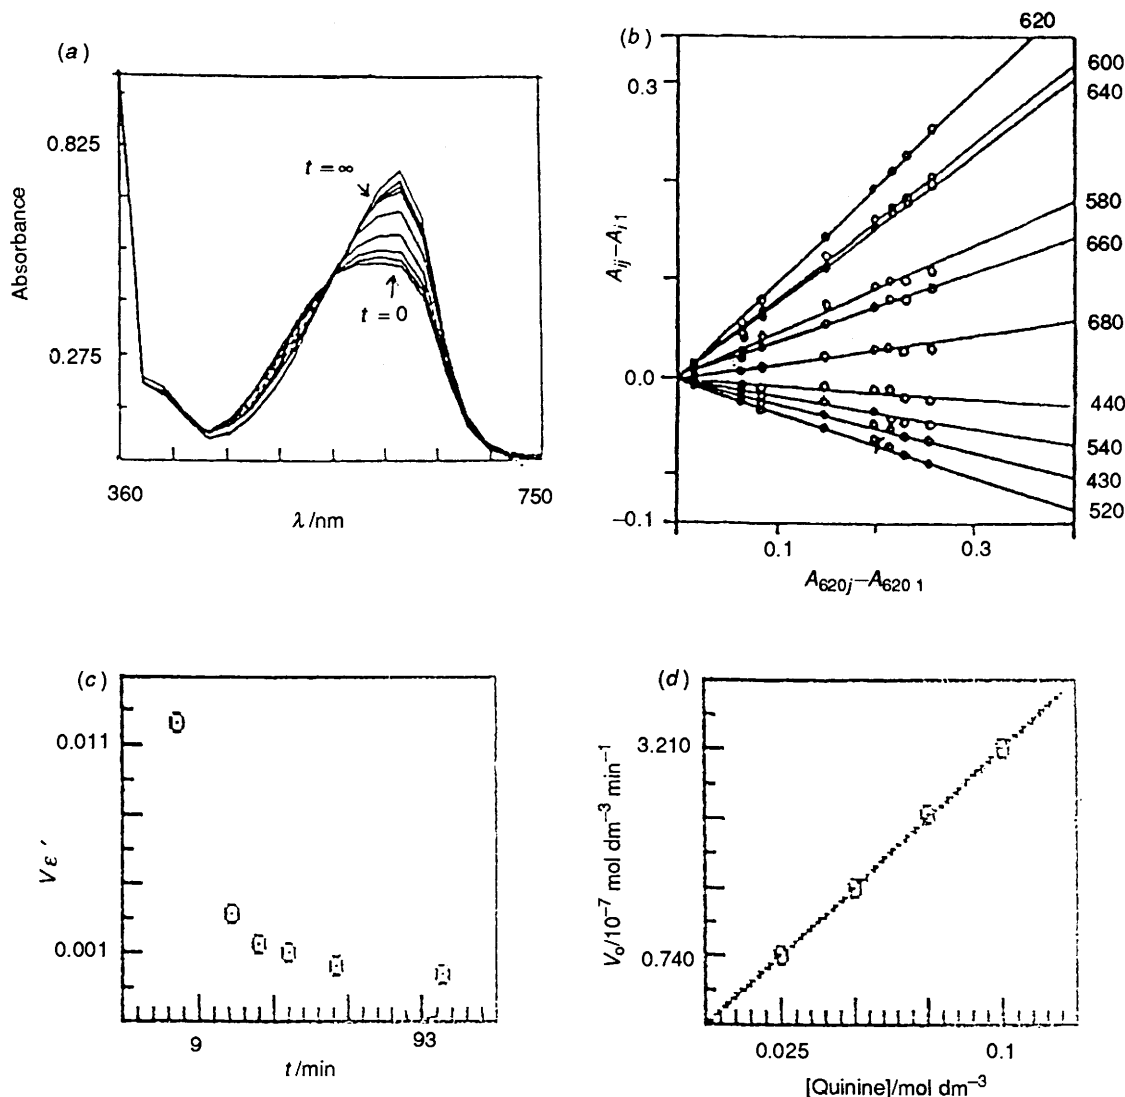 (a)
t = ∞
t = 0
0.825
0.275
Absorbance
360
750
λ /nm
(b)
620
600
640
580
660
680
440
540
430
520
0.3
0.0
−0.1
A_ij−A_i1
0.1
0.3
A_620j−A_620 1
(c)
0.011
0.001
V ε′
9
93
t /min
(d)
3.210
0.740
V_o/10⁻⁷ mol dm⁻³ min⁻¹
0.025
0.1
[Quinine]/mol dm⁻³